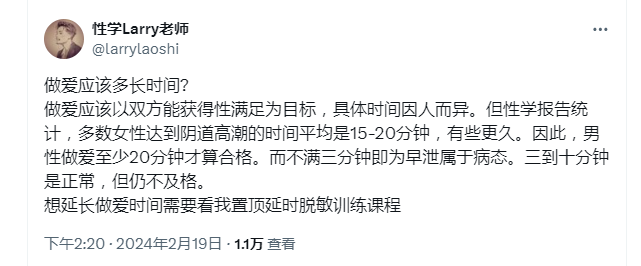 性学Larry老师
@larrylaoshi
做爱应该多长时间?
做爱应该以双方能获得性满足为目标，具体时间因人而异。但性学报告统
计，多数女性达到阴道高潮的时间平均是15-20分钟，有些更久。因此，男
性做爱至少20分钟才算合格。而不满三分钟即为早泄属于病态。三到十分钟
是正常，但仍不及格。
想延长做爱时间需要看我置顶延时脱敏训练课程
下午2:20 · 2024年2月19日 · 1.1万 查看